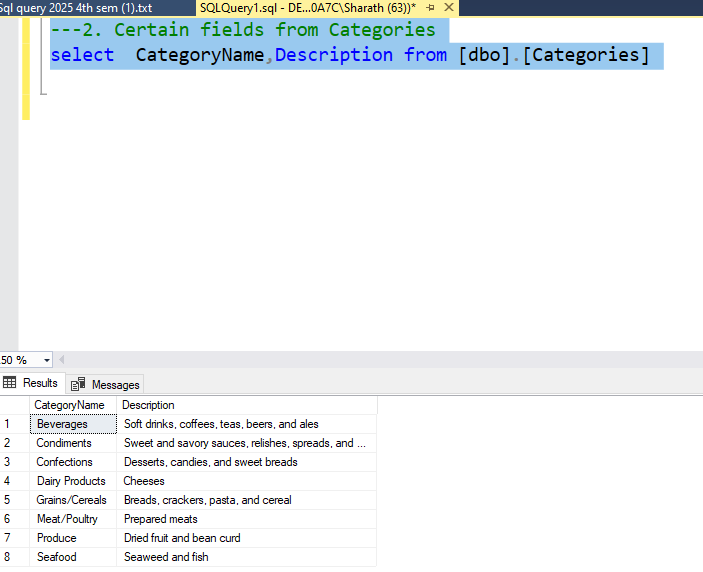 Sql query 2025 4th sem (1).txt
SQLQuery1.sql - DE...0A7C\Sharath (63))*
---2. Certain fields from Categories
select  CategoryName,Description from [dbo].[Categories]
50 %
Results
Messages
CategoryName Description
1 Beverages Soft drinks, coffees, teas, beers, and ales
2 Condiments Sweet and savory sauces, relishes, spreads, and ...
3 Confections Desserts, candies, and sweet breads
4 Dairy Products Cheeses
5 Grains/Cereals Breads, crackers, pasta, and cereal
6 Meat/Poultry Prepared meats
7 Produce Dried fruit and bean curd
8 Seafood Seaweed and fish